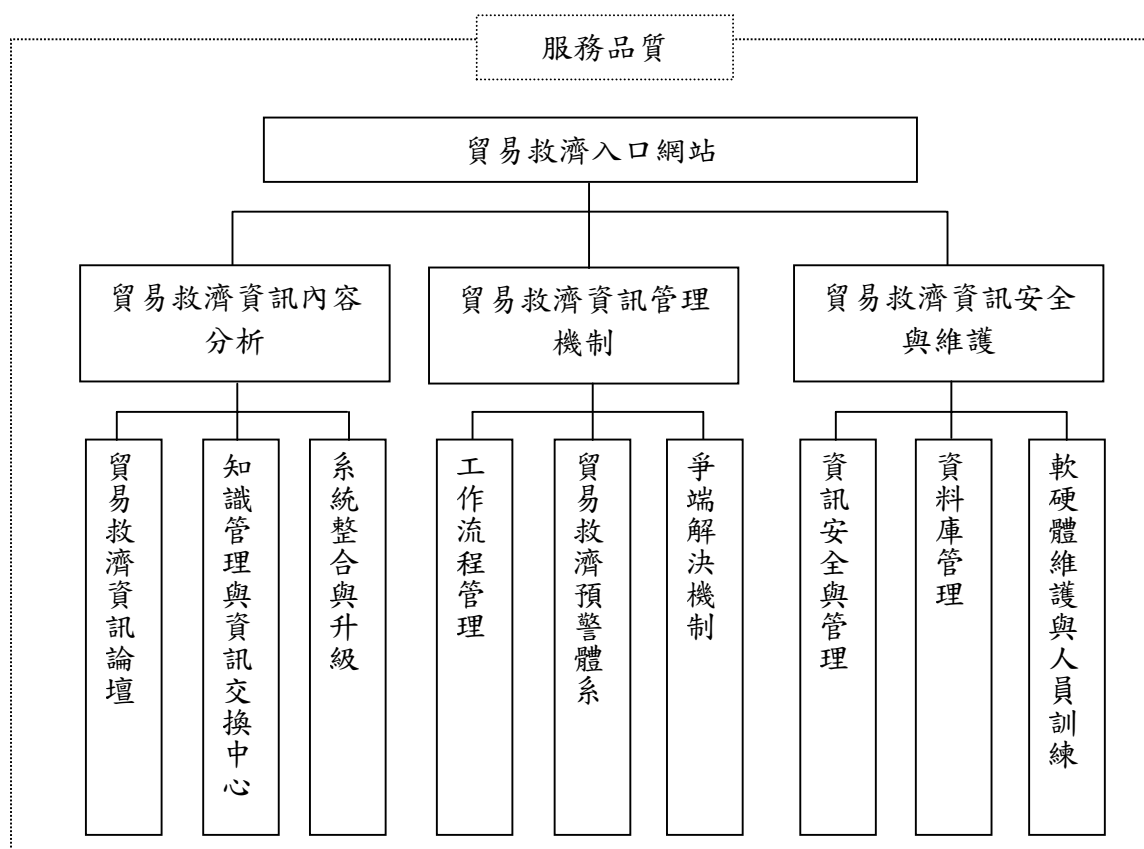 服務品質
貿易救濟入口網站
貿易救濟資訊內容
分析
貿易救濟資訊管理
機制
貿易救濟資訊安全
與維護
貿易救濟資訊論壇
知識管理與資訊交換中心
系統整合與升級
工作流程管理
貿易救濟預警體系
爭端解決機制
資訊安全與管理
資料庫管理
軟硬體維護與人員訓練